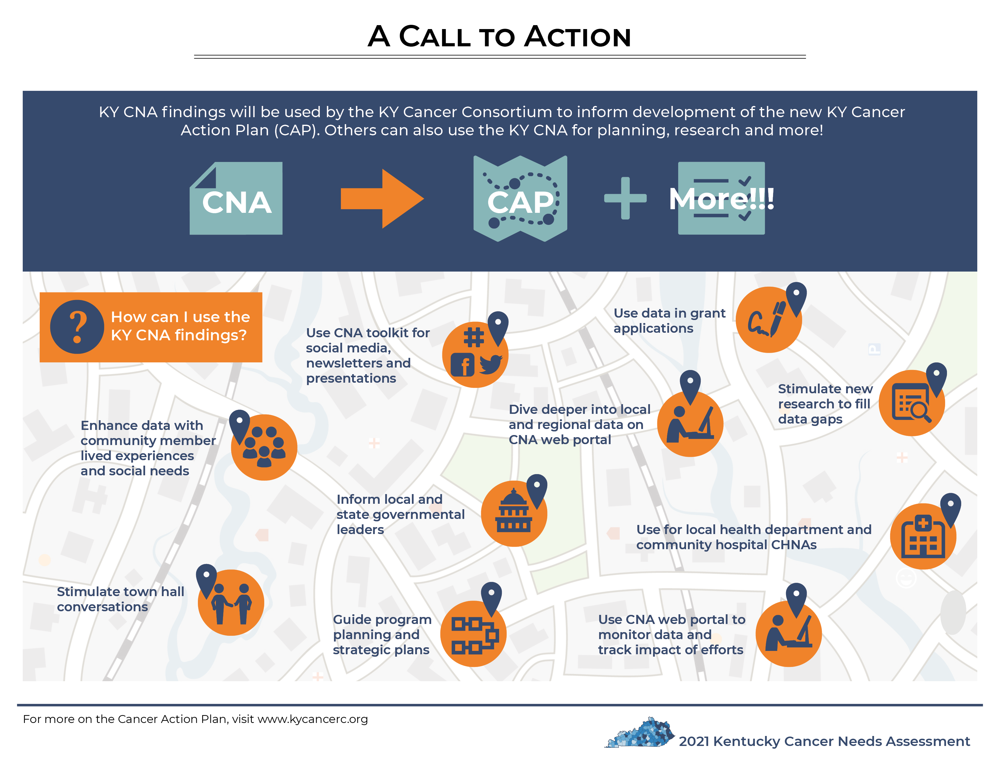 A CALL TO ACTION
KY CNA findings will be used by the KY Cancer Consortium to inform development of the new KY Cancer
Action Plan (CAP). Others can also use the KY CNA for planning, research and more!
CNA
CAP
More!!!
?
How can I use the
KY CNA findings?
Use CNA toolkit for
social media,
newsletters and
presentations
#
f
Use data in grant
applications
P
Enhance data with
community member
lived experiences
and social needs
Dive deeper into local
and regional data on
CNA web portal
Stimulate new
research to fill
data gaps
Inform local and
state governmental
leaders
Use for local health department and
community hospital CHNAs
Stimulate town hall
conversations
Guide program
planning and
strategic plans
Use CNA web portal to
monitor data and
track impact of efforts
For more on the Cancer Action Plan, visit www.kycancerc.org
2021 Kentucky Cancer Needs Assessment